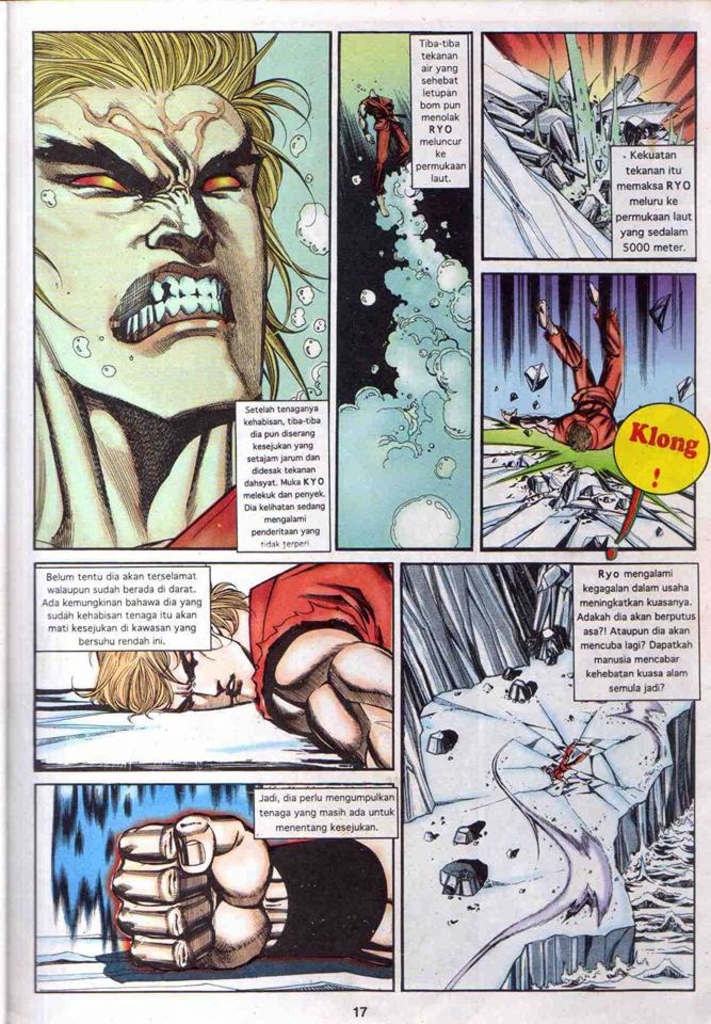 Setelah tenaganya
kehabisan, tiba-tiba
dia pun diserang
kesejukan yang
setajam jarum dan
didesak tekanan
dahsyat. Muka KYO
melekuk dan penyek.
Dia kelihatan sedang
mengalami
penderitaan yang
tidak terperi.
Tiba-tiba
tekanan
air yang
sehebat
letupan
bom pun
menolak
RYO
meluncur
ke
permukaan
laut.
Kekuatan
tekanan itu
memaksa RYO
meluru ke
permukaan laut
yang sedalam
5000 meter.
Klong
!
Belum tentu dia akan terselamat
walaupun sudah berada di darat.
Ada kemungkinan bahawa dia yang
sudah kehabisan tenaga itu akan
mati kesejukan di kawasan yang
bersuhu rendah ini.
Ryo mengalami
kegagalan dalam usaha
meningkatkan kuasanya.
Adakah dia akan berputus
asa?! Ataupun dia akan
mencuba lagi? Dapatkah
manusia mencabar
kehebatan kuasa alam
semula jadi?
Jadi, dia perlu mengumpulkan
tenaga yang masih ada untuk
menentang kesejukan.
17